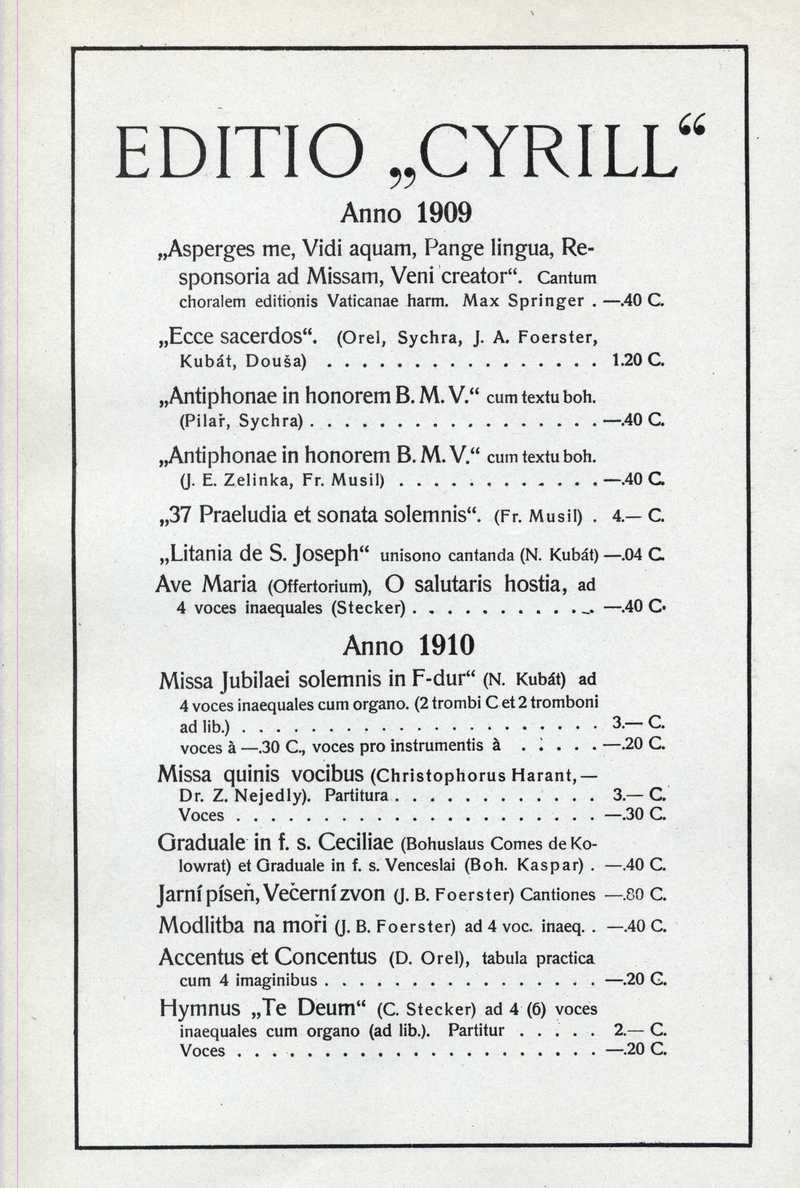 EDITIO „CYRILL“
Anno 1909
„Asperges me, Vidi aquam, Pange lingua, Re-
sponsoria ad Missam, Veni creator“. Cantum
choralem editionis Vaticanae harm. Max Springer . —.40 C.
„Ecce sacerdos“. (Orel, Sychra, J. A. Foerster,
Kubát, Douša) . . . . . . . . . . . . . . . . 1.20 C.
„Antiphonae in honorem B. M. V.“ cum textu boh.
(Pilař, Sychra) . . . . . . . . . . . . . . . . . —.40 C.
„Antiphonae in honorem B. M. V.“ cum textu boh.
(J. E. Zelinka, Fr. Musil) . . . . . . . . . . . . —.40 C.
„37 Praeludia et sonata solemnis“. (Fr. Musil) . 4.— C.
„Litania de S. Joseph“ unisono cantanda (N. Kubát) —.04 C.
Ave Maria (Offertorium), O salutaris hostia, ad
4 voces inaequales (Stecker) . . . . . . . . . . . . —.40 C.
Anno 1910
Missa Jubilaei solemnis in F-dur“ (N. Kubát) ad
4 voces inaequales cum organo. (2 trombi C et 2 tromboni
ad lib.) . . . . . . . . . . . . . . . . . . . . . 3.— C.
voces à —.30 C., voces pro instrumentis à . . . . . —.20 C.
Missa quinis vocibus (Christophorus Harant, —
Dr. Z. Nejedly). Partitura . . . . . . . . . . . . 3.— C.
Voces . . . . . . . . . . . . . . . . . . . . . —.30 C.
Graduale in f. s. Ceciliae (Bohuslaus Comes de Ko-
lowrat) et Graduale in f. s. Venceslai (Boh. Kaspar) . —.40 C.
Jarní píseň, Večerní zvon (J. B. Foerster) Cantiones —.80 C.
Modlitba na moři (J. B. Foerster) ad 4 voc. inaeq. . —.40 C.
Accentus et Concentus (D. Orel), tabula practica
cum 4 imaginibus . . . . . . . . . . . . . . . . —.20 C.
Hymnus „Te Deum“ (C. Stecker) ad 4 (6) voces
inaequales cum organo (ad lib.). Partitur . . . . . 2.— C.
Voces . . . . . . . . . . . . . . . . . . . . . —.20 C.